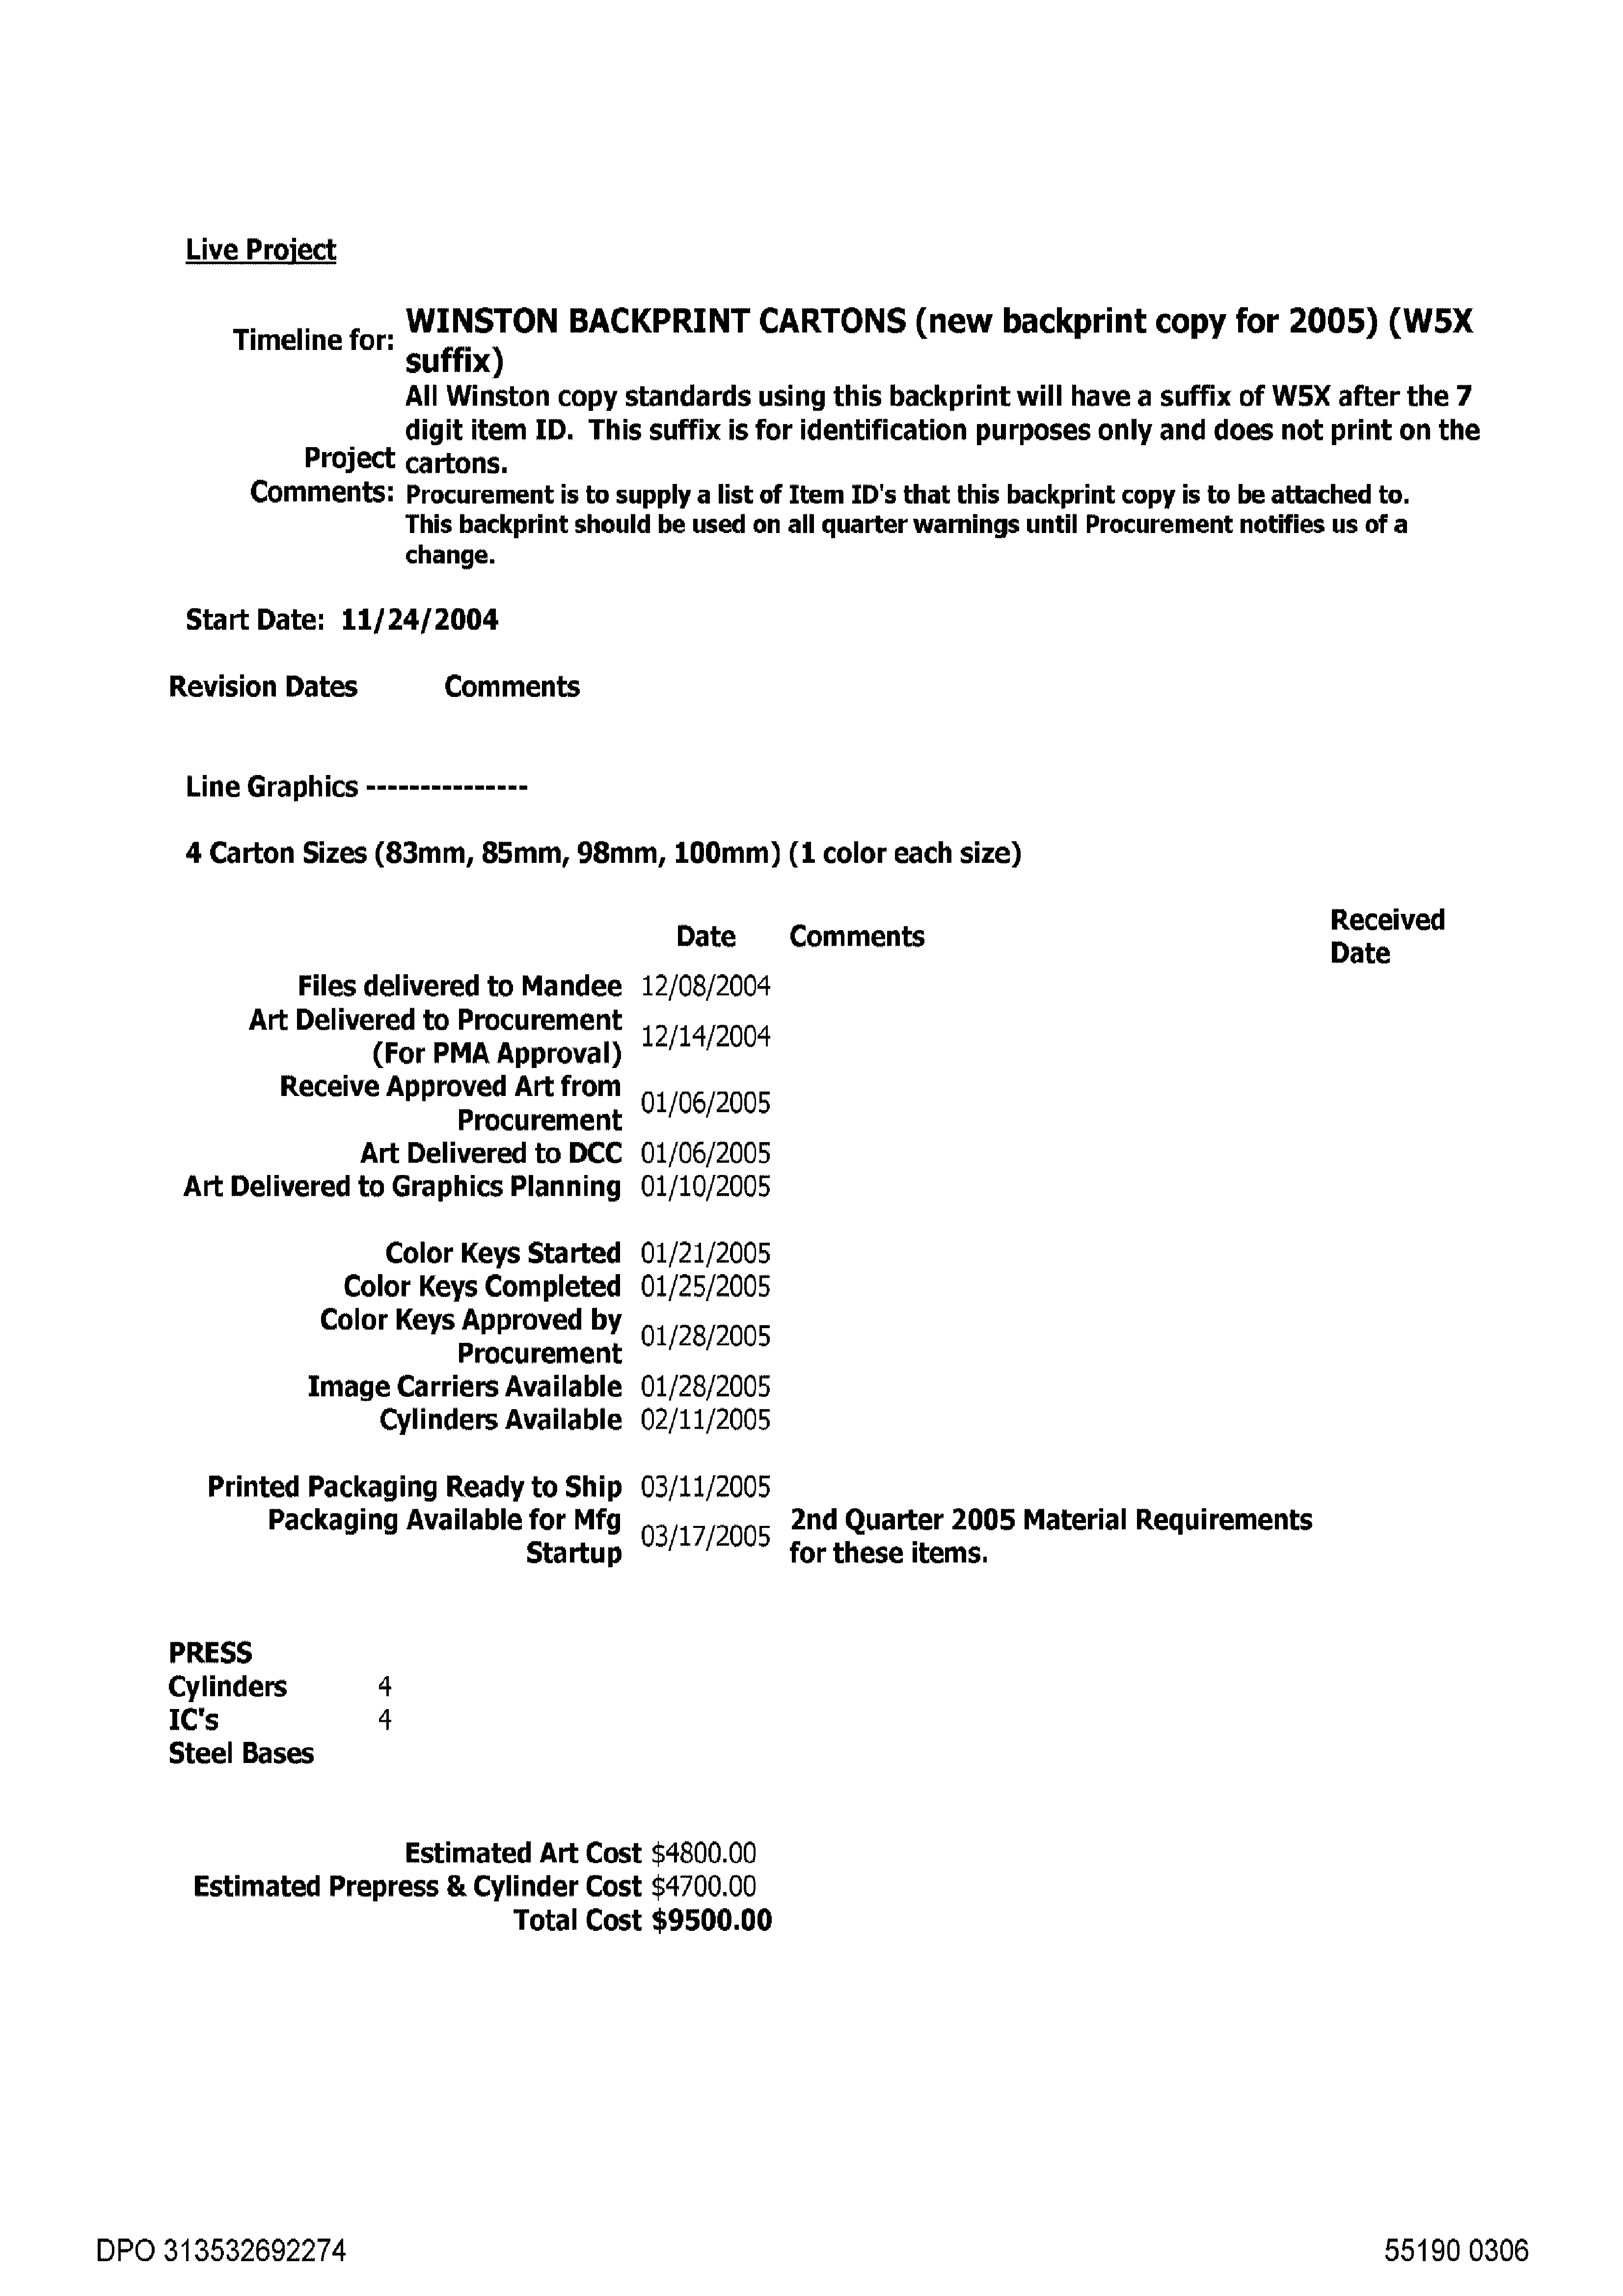 Live Project
Timeline for: WINSTON BACKPRINT CARTONS (new backprint copy for 2005) (W5X
suffix)
All Winston copy standards using this backprint will have a suffix of W5X after the 7
digit item ID.  This suffix is for identification purposes only and does not print on the
Project cartons.
Comments: Procurement is to supply a list of Item ID's that this backprint copy is to be attached to.
This backprint should be used on all quarter warnings until Procurement notifies us of a
change.
Start Date: 11/24/2004
Revision Dates Comments
Line Graphics ---------------
4 Carton Sizes (83mm, 85mm, 98mm, 100mm) (1 color each size)
Date Comments Received
Date
Files delivered to Mandee 12/08/2004
Art Delivered to Procurement
(For PMA Approval) 12/14/2004
Receive Approved Art from
Procurement 01/06/2005
Art Delivered to DCC 01/06/2005
Art Delivered to Graphics Planning 01/10/2005
Color Keys Started 01/21/2005
Color Keys Completed 01/25/2005
Color Keys Approved by
Procurement 01/28/2005
Image Carriers Available 01/28/2005
Cylinders Available 02/11/2005
Printed Packaging Ready to Ship 03/11/2005
Packaging Available for Mfg 03/17/2005 2nd Quarter 2005 Material Requirements
Startup for these items.
PRESS
Cylinders 4
IC's 4
Steel Bases
Estimated Art Cost $4800.00
Estimated Prepress & Cylinder Cost $4700.00
Total Cost $9500.00
DPO 313532692274 55190 0306